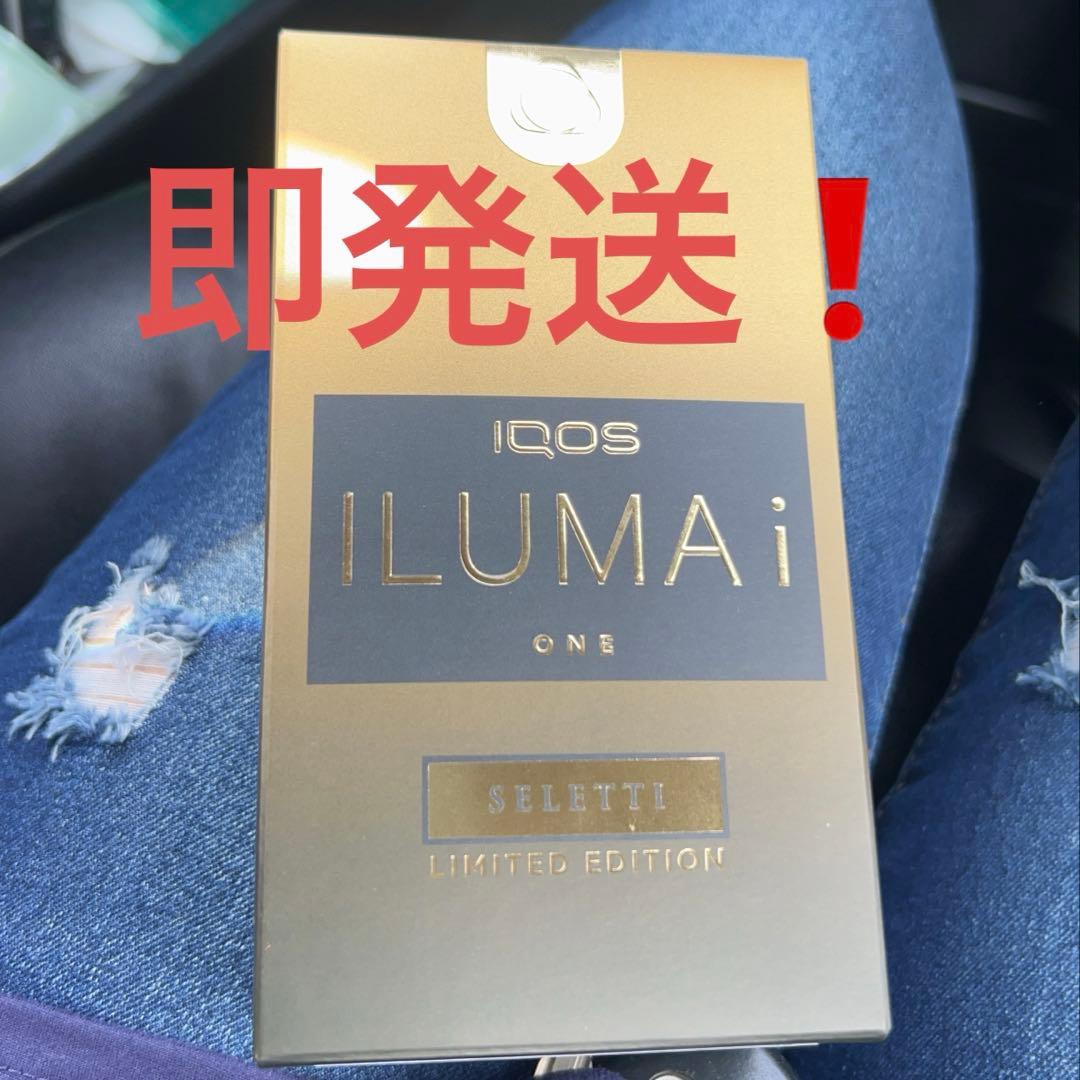 即発送❗
IQOS
ILUMA i
ONE
SELETTI
LIMITED EDITION